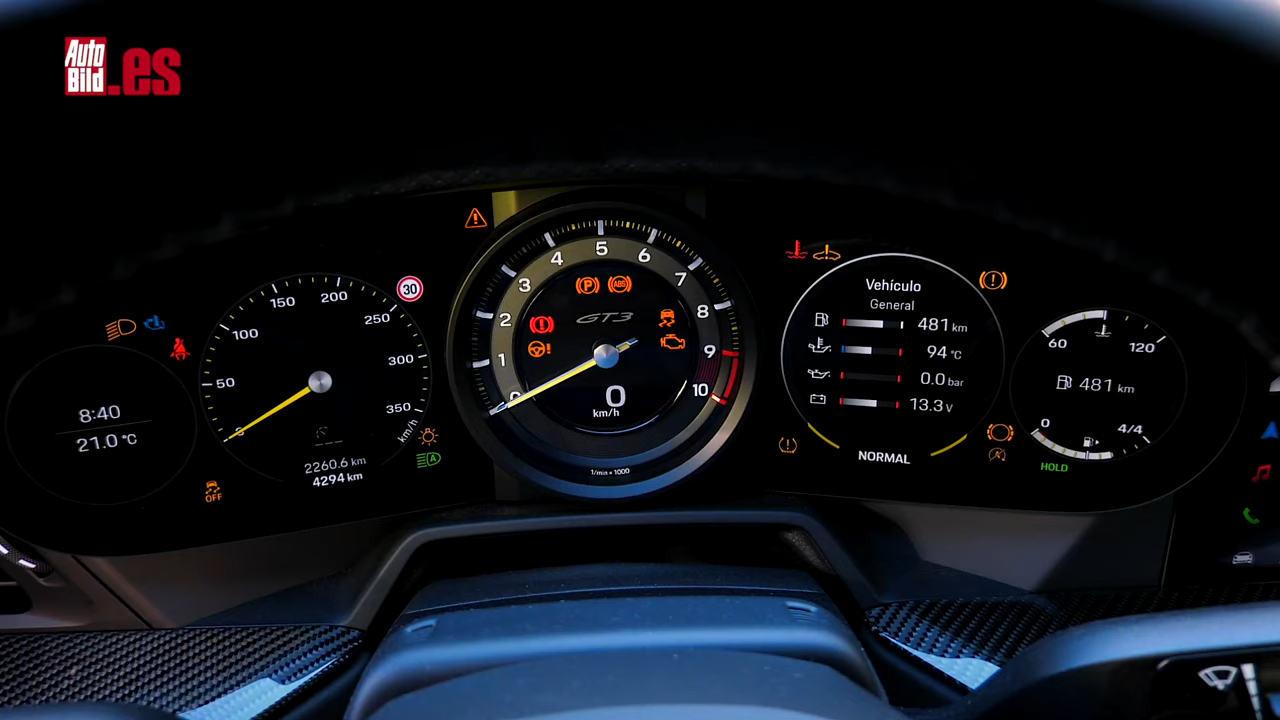 Auto
Bild
.es
8:40
21.0 °C
50
100
150
200
250
300
350
km/h
30
2260.6 km
4294 km
OFF
A
0
1
2
3
4
5
6
7
8
9
10
P
ABS
GT3
0
km/h
1/min × 1000
Vehículo
General
481 km
94 °C
0.0 bar
13.3 V
NORMAL
60
120
481 km
0
4/4
HOLD